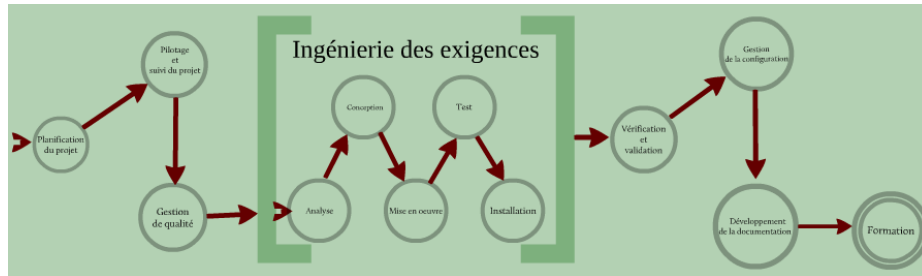 Planification
du projet
Pilotage
et
suivi du projet
Gestion
de qualité
Ingénierie des exigences
Analyse
Conception
Mise en oeuvre
Test
Installation
Vérification
et
validation
Gestion
de la configuration
Développement
de la documentation
Formation